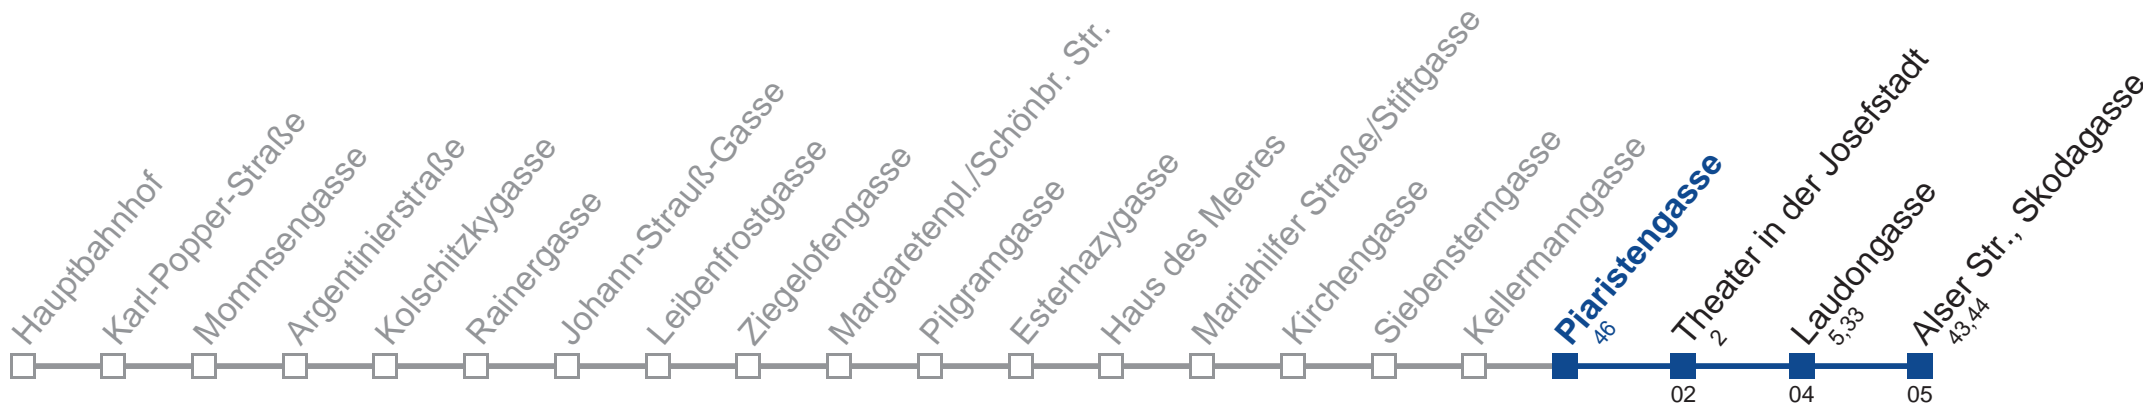 Hauptbahnhof
Karl-Popper-Straße
Mommsengasse
Argentinierstraße
Kolschitzkygasse
Rainergasse
Johann-Strauß-Gasse
Leibenfrostgasse
Ziegelofengasse
Margaretenpl./Schönbr. Str.
Pilgramgasse
Esterhazygasse
Haus des Meeres
Mariahilfer Straße/Stiftgasse
Kirchengasse
Siebensterngasse
Kellermanngasse
Piaristengasse
46
Theater in der Josefstadt
2
Laudongasse
5,33
Alser Str., Skodagasse
43,44
02
04
05